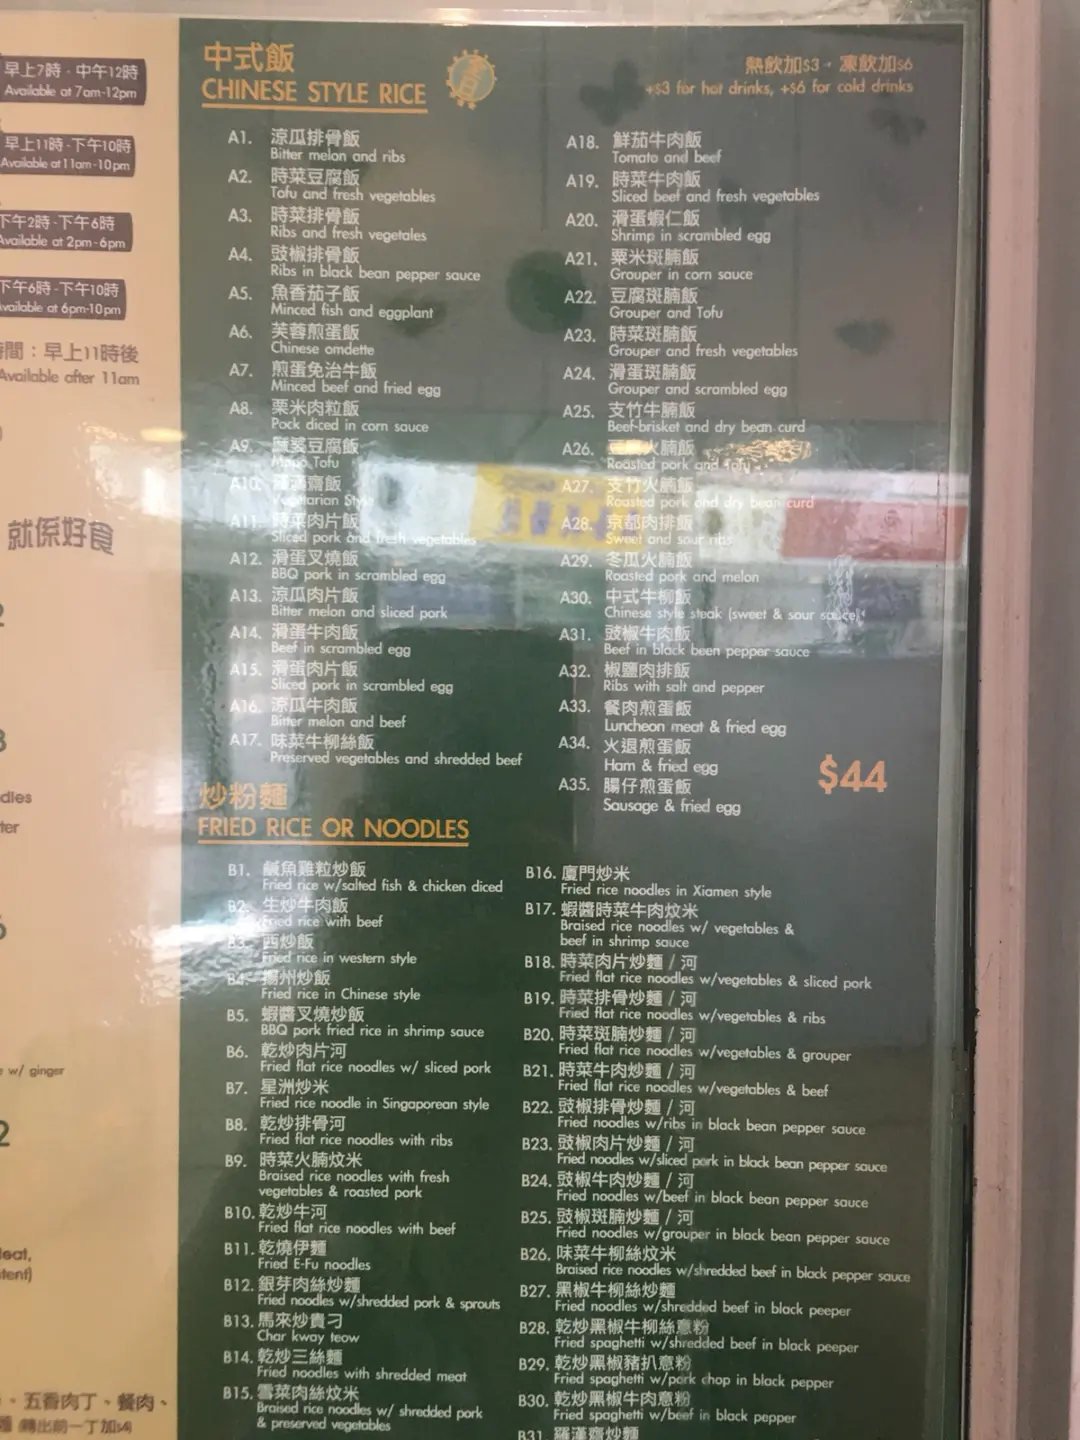 早上7時 - 中午12時
Available at 7am-12pm
早上11時 - 下午10時
Available at 11am-10pm
下午2時 - 下午6時
Available at 2pm-6pm
下午6時 - 下午10時
Available at 6pm-10pm
間：早上11時後
Available after 11am
就係好食
dles
ter
w/ ginger
五香肉丁、餐肉、
中式飯
CHINESE STYLE RICE
熱飲加$3，凍飲加$6
+$3 for hot drinks, +$6 for cold drinks
A1. 涼瓜排骨飯
Bitter melon and ribs
A2. 時菜豆腐飯
Tofu and fresh vegetables
A3. 時菜排骨飯
Ribs and fresh vegetales
A4. 豉椒排骨飯
Ribs in black bean pepper sauce
A5. 魚香茄子飯
Minced fish and eggplant
A6. 芙蓉煎蛋飯
Chinese omdette
A7. 煎蛋免治牛飯
Minced beef and fried egg
A8. 栗米肉粒飯
Pock diced in corn sauce
A9. 豆腐飯
Tofu
A10. 齋飯
Vegetarian Style
A11. 時菜肉片飯
Sliced pork and fresh vegetables
A12. 滑蛋叉燒飯
BBQ pork in scrambled egg
A13. 涼瓜肉片飯
Bitter melon and sliced pork
A14. 滑蛋牛肉飯
Beef in scrambled egg
A15. 滑蛋肉片飯
Sliced pork in scrambled egg
A16. 涼瓜牛肉飯
Bitter melon and beef
A17. 味菜牛柳絲飯
Preserved vegetables and shredded beef
A18. 鮮茄牛肉飯
Tomato and beef
A19. 時菜牛肉飯
Sliced beef and fresh vegetables
A20. 滑蛋蝦仁飯
Shrimp in scrambled egg
A21. 粟米斑腩飯
Grouper in corn sauce
A22. 豆腐斑腩飯
Grouper and Tofu
A23. 時菜斑腩飯
Grouper and fresh vegetables
A24. 滑蛋斑腩飯
Grouper and scrambled egg
A25. 支竹牛腩飯
Beef-brisket and dry bean curd
A26. 火腩飯
Roasted pork and Tofu
A27. 支竹火腩飯
Roasted pork and dry bean curd
A28. 京都肉排飯
Sweet and sour ribs
A29. 冬瓜火腩飯
Roasted pork and melon
A30. 中式牛柳飯
Chinese style steak (sweet & sour sauce)
A31. 豉椒牛肉飯
Beef in black been pepper sauce
A32. 椒鹽肉排飯
Ribs with salt and pepper
A33. 餐肉煎蛋飯
Luncheon meat & fried egg
A34. 火退煎蛋飯
Ham & fried egg
A35. 腸仔煎蛋飯
Sausage & fried egg
$44
炒粉麵
FRIED RICE OR NOODLES
B1. 鹹魚雞粒炒飯
Fried rice w/salted fish & chicken diced
B2. 生炒牛肉飯
Fried rice with beef
B3. 西炒飯
Fried rice in western style
B4. 揚州炒飯
Fried rice in Chinese style
B5. 蝦醬叉燒炒飯
BBQ pork fried rice in shrimp sauce
B6. 乾炒肉片河
Fried flat rice noodles w/ sliced pork
B7. 星洲炒米
Fried rice noodle in Singaporean style
B8. 乾炒排骨河
Fried flat rice noodles with ribs
B9. 時菜火腩炆米
Braised rice noodles with fresh
vegetables & roasted pork
B10. 乾炒牛河
Fried flat rice noodles with beef
B11. 乾燒伊麵
Fried E-Fu noodles
B12. 銀芽肉絲炒麵
Fried noodles w/shredded pork & sprouts
B13. 馬來炒貴刁
Char kway teow
B14. 乾炒三絲麵
Fried noodles with shredded meat
B15. 雪菜肉絲炆米
Braised rice noodles w/ shredded pork
& preserved vegetables
B16. 廈門炒米
Fried rice noodles in Xiamen style
B17. 蝦醬時菜牛肉炆米
Braised rice noodles w/ vegetables &
beef in shrimp sauce
B18. 時菜肉片炒麵 / 河
Fried flat rice noodles w/vegetables & sliced pork
B19. 時菜排骨炒麵 / 河
Fried flat rice noodles w/vegetables & ribs
B20. 時菜斑腩炒麵 / 河
Fried flat rice noodles w/vegetables & grouper
B21. 時菜牛肉炒麵 / 河
Fried flat rice noodles w/vegetables & beef
B22. 豉椒排骨炒麵 / 河
Fried noodles w/ribs in black bean pepper sauce
B23. 豉椒肉片炒麵 / 河
Fried noodles w/sliced pork in black bean pepper sauce
B24. 豉椒牛肉炒麵 / 河
Fried noodles w/beef in black bean pepper sauce
B25. 豉椒斑腩炒麵 / 河
Fried noodles w/grouper in black bean pepper sauce
B26. 味菜牛柳絲炆米
Braised rice noodles w/shredded beef in black pepper sauce
B27. 黑椒牛柳絲炒麵
Fried noodles w/shredded beef in black peeper
B28. 乾炒黑椒牛柳絲意粉
Fried spaghetti w/shredded beef in black peeper
B29. 乾炒黑椒豬扒意粉
Fried spaghetti w/pork chop in black pepper
B30. 乾炒黑椒牛肉意粉
Fried spaghetti w/beef in black pepper
B31. 羅漢齋炒麵